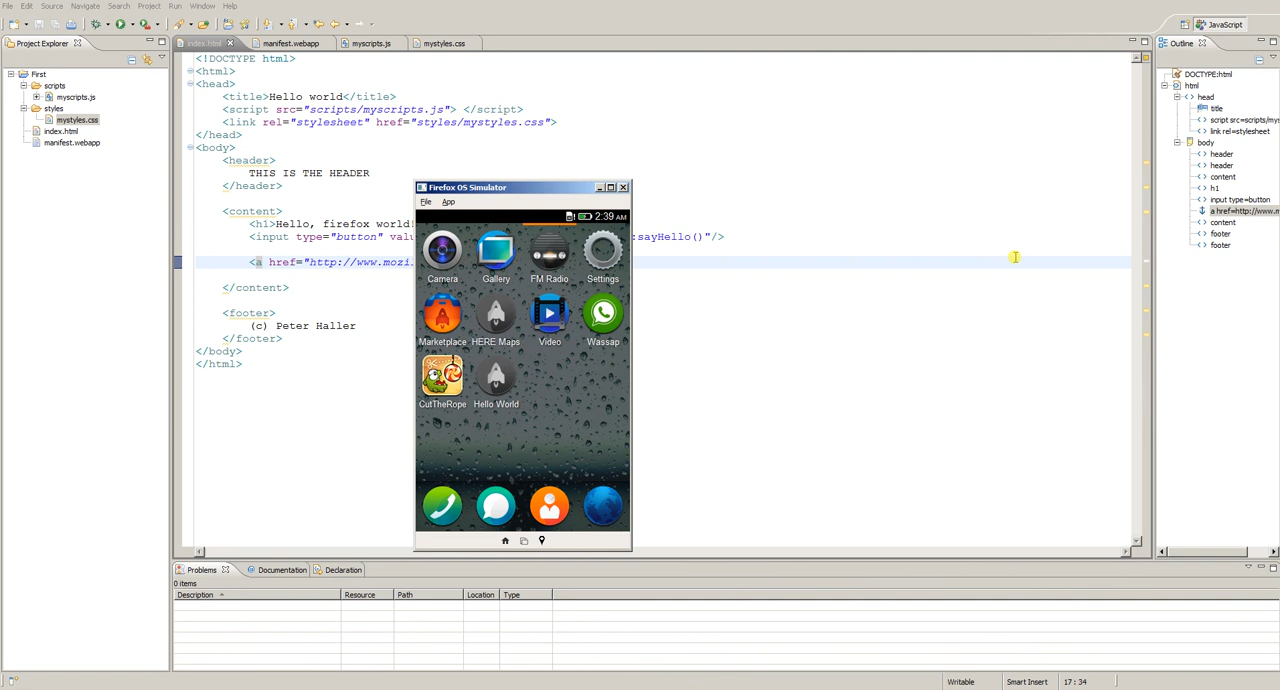 File Edit Source Navigate Search Project Run Window Help
JavaScript
Project Explorer
index.html manifest.webapp myscripts.js mystyles.css
Outline
First
scripts
myscripts.js
styles
mystyles.css
index.html
manifest.webapp
<!DOCTYPE html>
<html>
<head>
<title>Hello world</title>
<script src="scripts/myscripts.js"> </script>
<link rel="stylesheet" href="styles/mystyles.css">
</head>
<body>
<header>
THIS IS THE HEADER
</header>
<content>
<h1>Hello, firefox world!
<input type="button" valu :sayHello()"/>
<a href="http://www.mozi
</content>
<footer>
(c) Peter Haller
</footer>
</body>
</html>
Firefox OS Simulator
File App
2:39 AM
Camera Gallery FM Radio Settings
Marketplace HERE Maps Video Wassap
CutTheRope Hello World
DOCTYPE:html
html
head
title
script src=scripts/mys
link rel=stylesheet
body
header
header
content
h1
input type=button
a href=http://www.m
content
footer
footer
Problems Documentation Declaration
0 items
Description Resource Path Location Type
Writable Smart Insert 17 : 34